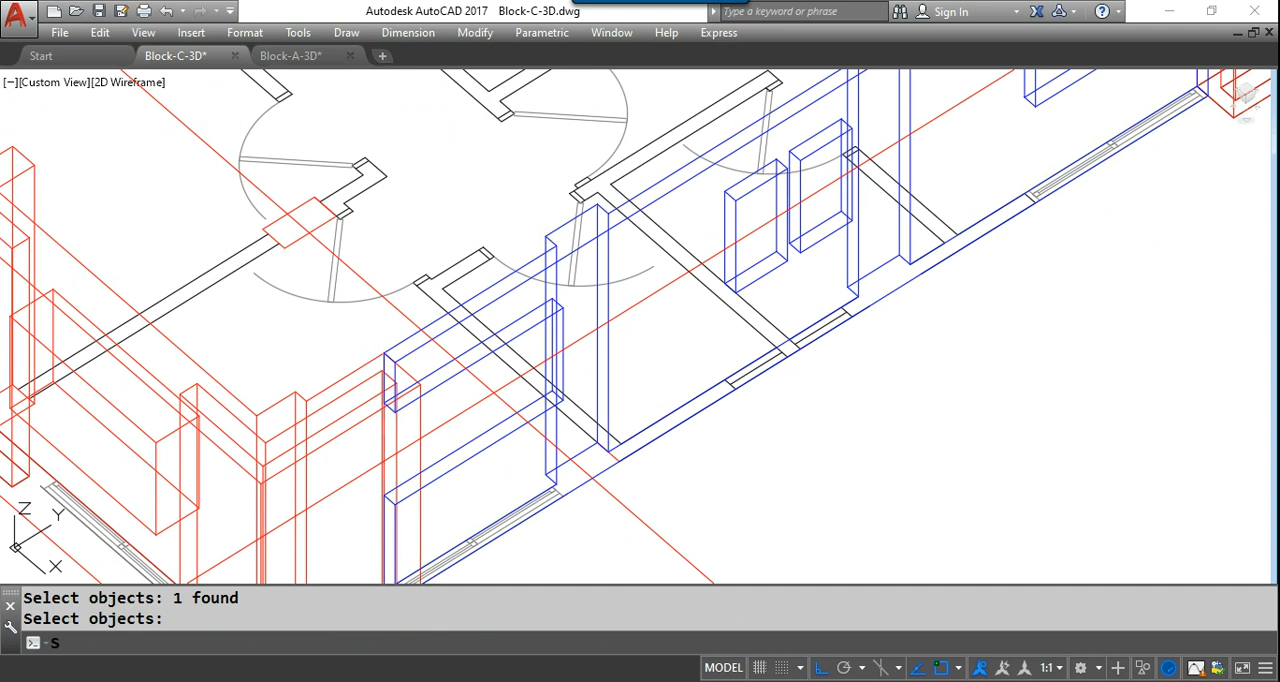 Autodesk AutoCAD 2017 Block-C-3D.dwg
Type a keyword or phrase
Sign In
File Edit View Insert Format Tools Draw Dimension Modify Parametric Window Help Express
Start Block-C-3D* Block-A-3D*
[−][Custom View][2D Wireframe]
Z
Y
X
Select objects: 1 found
Select objects:
S
MODEL 1:1